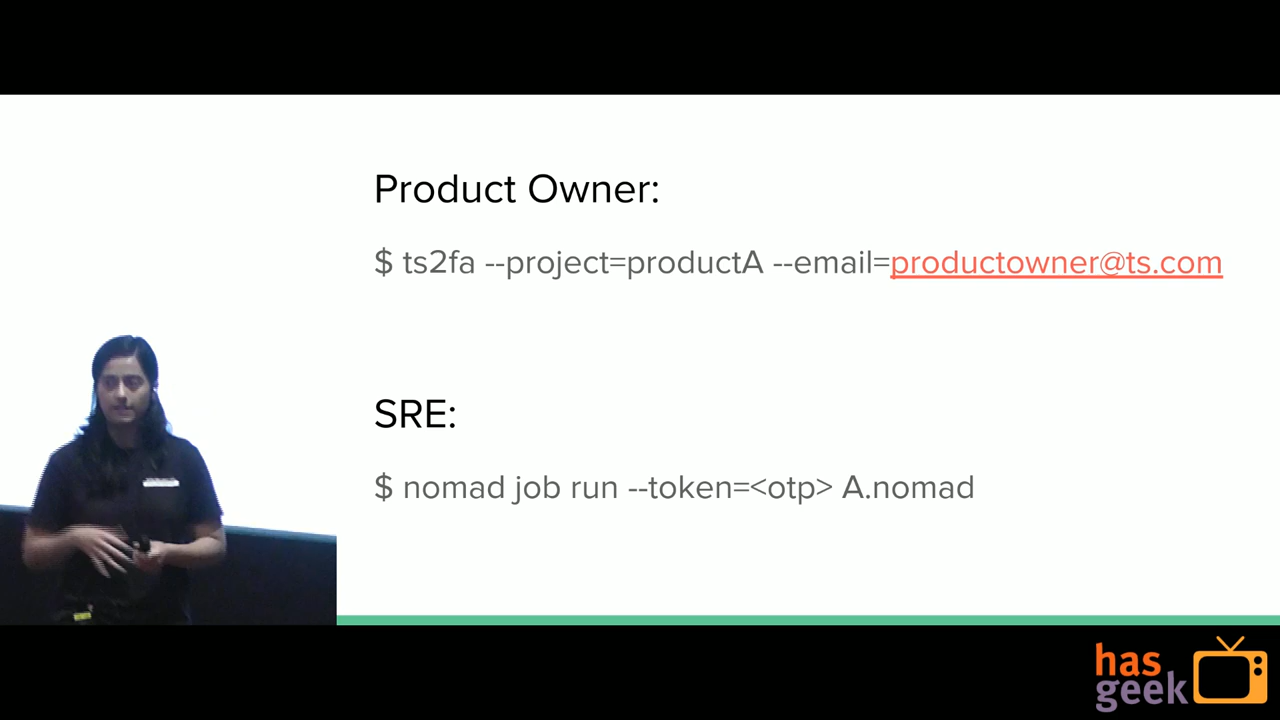 Product Owner:
$ ts2fa --project=productA --email=productowner@ts.com
SRE:
$ nomad job run --token=<otp> A.nomad
has
geek